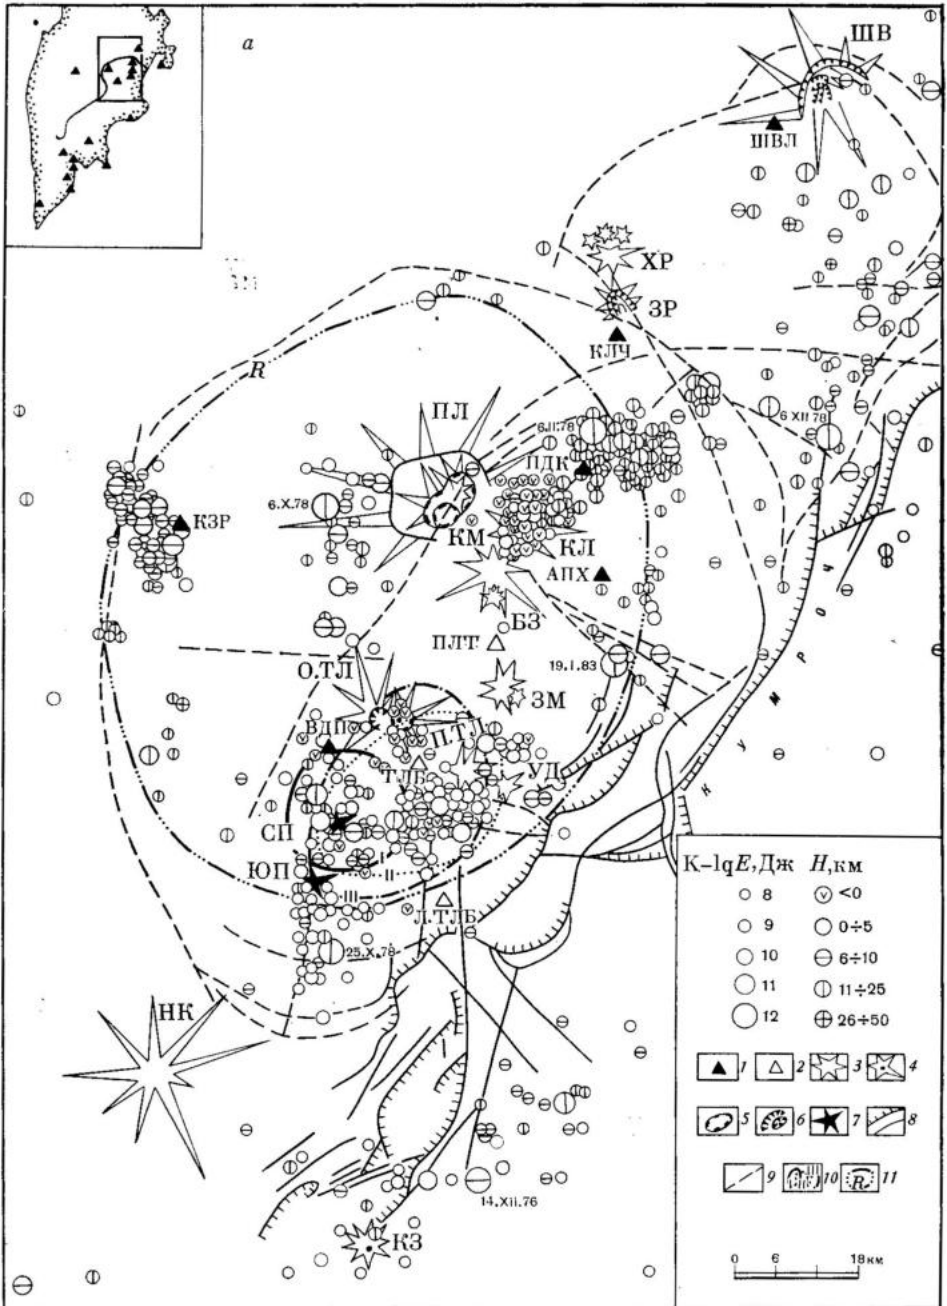 а
ШВ
ШВЛ
ХР
ЗР
КЛЧ
R
ПЛ
6.II.78
6 XII 78
ПДК
6.X.78
КЗР
КМ
КЛ
АПХ
БЗ
ПЛТ
19.I.83
О.ТЛ
ЗМ
ВДП
П.ТЛ
ТЛБ
УД
СП
ЮП
II
III
Л.ТЛБ
25.X.78
НК
14.XII.76
КЗ
К У М Р О Ч
K–lqE,Дж H,км
8 <0
9 0÷5
10 6÷10
11 11÷25
12 26÷50
1 2 3 4
5 6 7 8
9 10 R 11
0 6 18 км